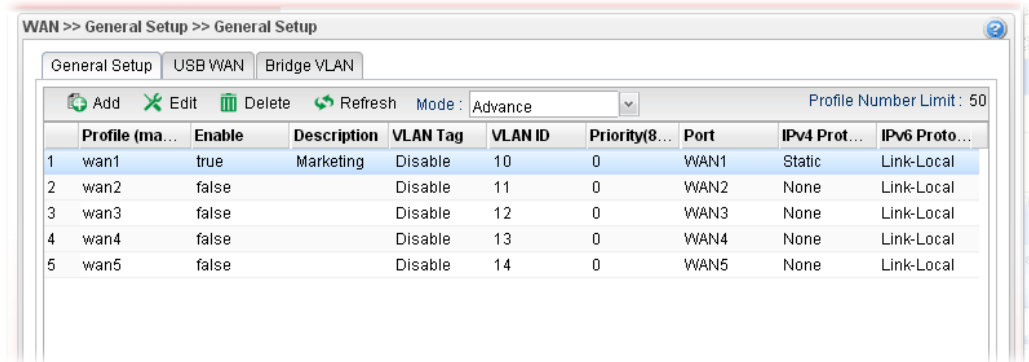 WAN >> General Setup >> General Setup
General Setup USB WAN Bridge VLAN
Add Edit Delete Refresh Mode : Advance Profile Number Limit : 50
Profile (ma... Enable Description VLAN Tag VLAN ID Priority(8... Port IPv4 Prot... IPv6 Proto...
1 wan1 true Marketing Disable 10 0 WAN1 Static Link-Local
2 wan2 false Disable 11 0 WAN2 None Link-Local
3 wan3 false Disable 12 0 WAN3 None Link-Local
4 wan4 false Disable 13 0 WAN4 None Link-Local
5 wan5 false Disable 14 0 WAN5 None Link-Local